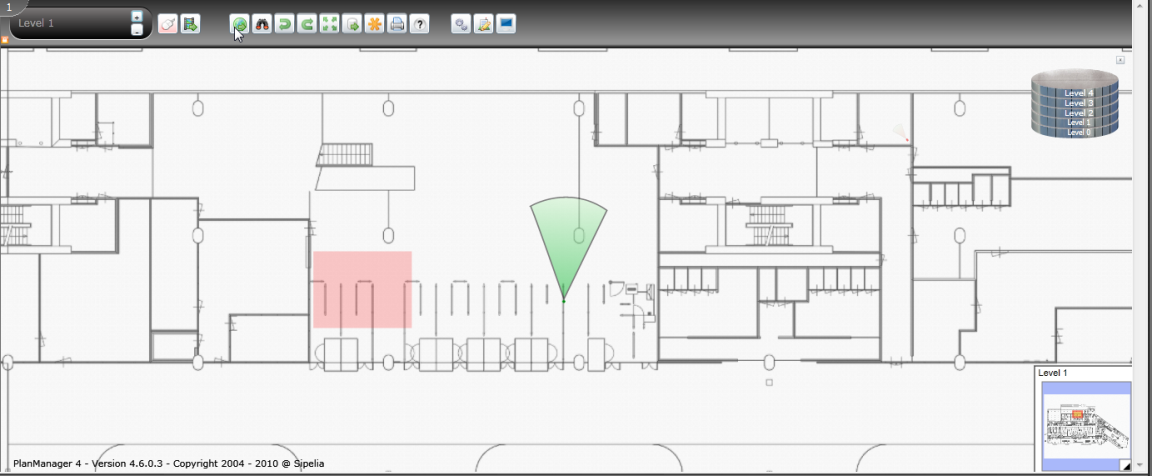 1
Level 1
?
Level 4
Level 3
Level 2
Level 1
Level 0
Level 1
PlanManager 4 - Version 4.6.0.3 - Copyright 2004 - 2010 @ Sipelia